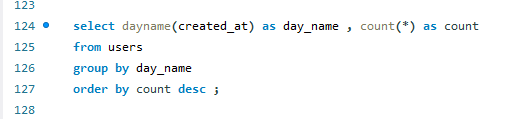 123
124 select dayname(created_at) as day_name , count(*) as count
125 from users
126 group by day_name
127 order by count desc ;
128